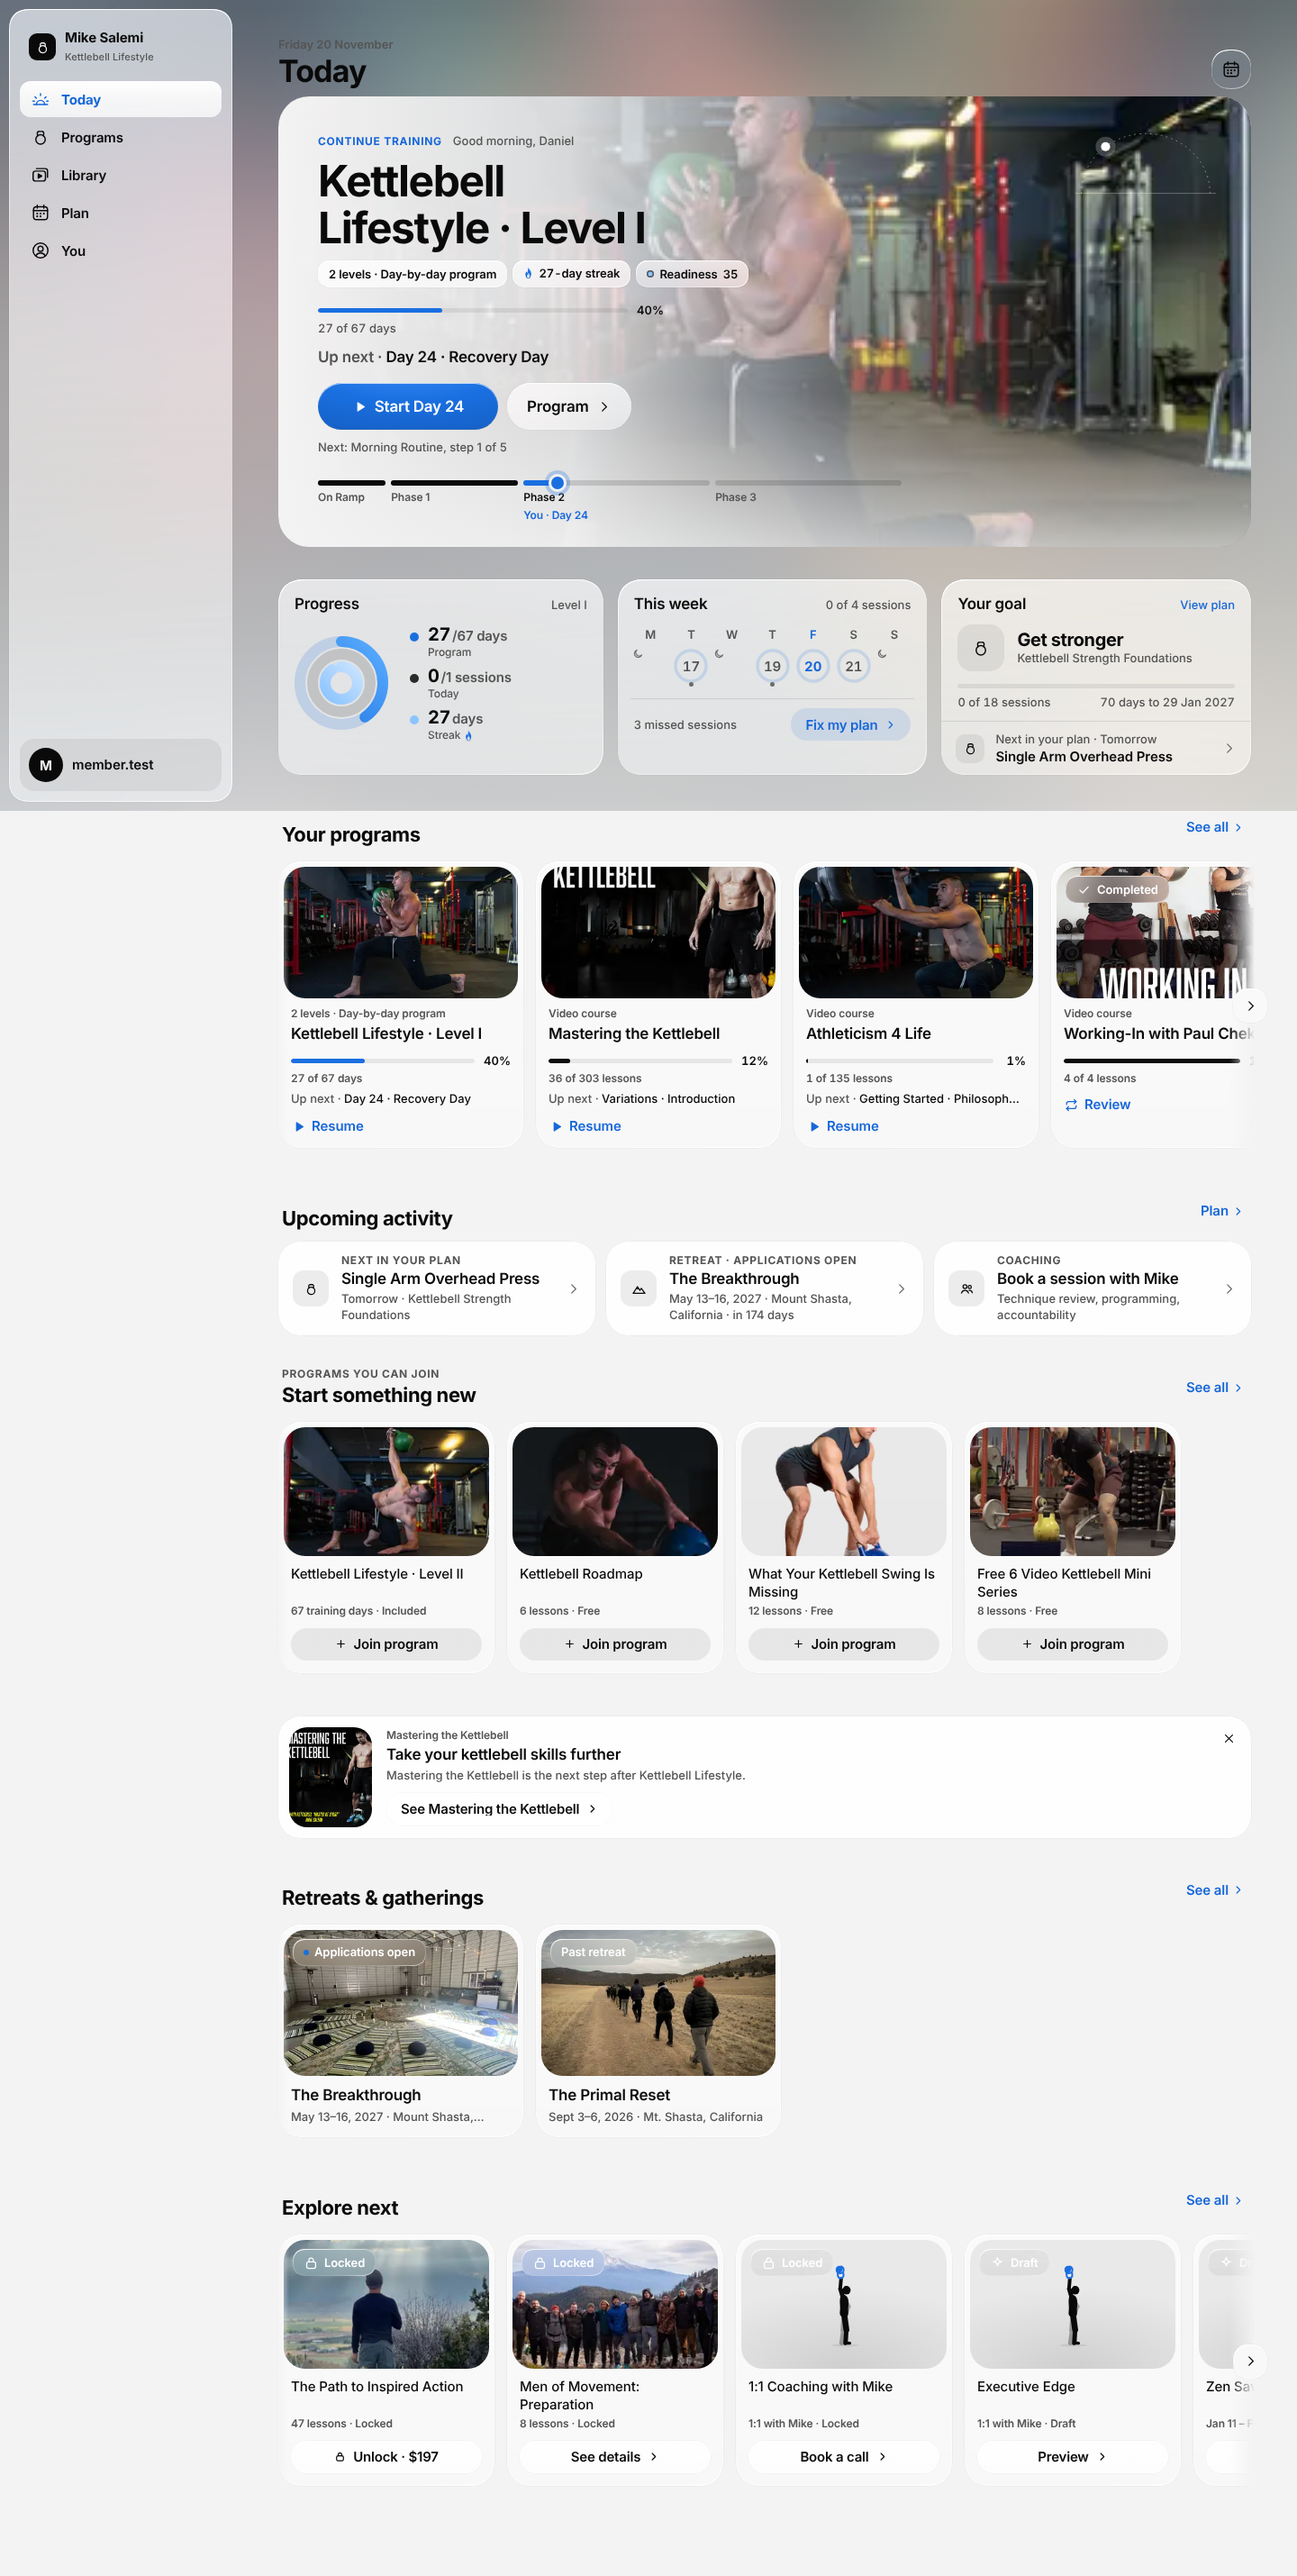 Mike Salemi
Kettlebell Lifestyle
Today
Programs
Library
Plan
You
M
member.test
Friday 20 November
Today
CONTINUE TRAINING Good morning, Daniel
Kettlebell
Lifestyle · Level I
2 levels · Day-by-day program
27-day streak
Readiness 35
40%
27 of 67 days
Up next · Day 24 · Recovery Day
Start Day 24
Program
Next: Morning Routine, step 1 of 5
On Ramp
Phase 1
Phase 2
Phase 3
You · Day 24
Progress
Level I
27/67 days
Program
0/1 sessions
Today
27 days
Streak
This week
0 of 4 sessions
M T W T F S S
17 19 20 21
3 missed sessions
Fix my plan
Your goal
View plan
Get stronger
Kettlebell Strength Foundations
0 of 18 sessions
70 days to 29 Jan 2027
Next in your plan · Tomorrow
Single Arm Overhead Press
Your programs
See all
2 levels · Day-by-day program
Kettlebell Lifestyle · Level I
40%
27 of 67 days
Up next · Day 24 · Recovery Day
Resume
KETTLEBELL
Video course
Mastering the Kettlebell
12%
36 of 303 lessons
Up next · Variations · Introduction
Resume
Video course
Athleticism 4 Life
1%
1 of 135 lessons
Up next · Getting Started · Philosoph...
Resume
Completed
WORKING IN
Video course
Working-In with Paul Chek
4 of 4 lessons
Review
Upcoming activity
Plan
NEXT IN YOUR PLAN
Single Arm Overhead Press
Tomorrow · Kettlebell Strength
Foundations
RETREAT · APPLICATIONS OPEN
The Breakthrough
May 13–16, 2027 · Mount Shasta,
California · in 174 days
COACHING
Book a session with Mike
Technique review, programming,
accountability
PROGRAMS YOU CAN JOIN
Start something new
See all
Kettlebell Lifestyle · Level II
67 training days · Included
Join program
Kettlebell Roadmap
6 lessons · Free
Join program
What Your Kettlebell Swing Is
Missing
12 lessons · Free
Join program
Free 6 Video Kettlebell Mini
Series
8 lessons · Free
Join program
MASTERING THE
KETTLEBELL
Mastering the Kettlebell
Take your kettlebell skills further
Mastering the Kettlebell is the next step after Kettlebell Lifestyle.
See Mastering the Kettlebell
Retreats & gatherings
See all
Applications open
The Breakthrough
May 13–16, 2027 · Mount Shasta,...
Past retreat
The Primal Reset
Sept 3–6, 2026 · Mt. Shasta, California
Explore next
See all
Locked
The Path to Inspired Action
47 lessons · Locked
Unlock · $197
Locked
Men of Movement:
Preparation
8 lessons · Locked
See details
Locked
1:1 Coaching with Mike
1:1 with Mike · Locked
Book a call
Draft
Executive Edge
1:1 with Mike · Draft
Preview
Zen
Jan 11 –